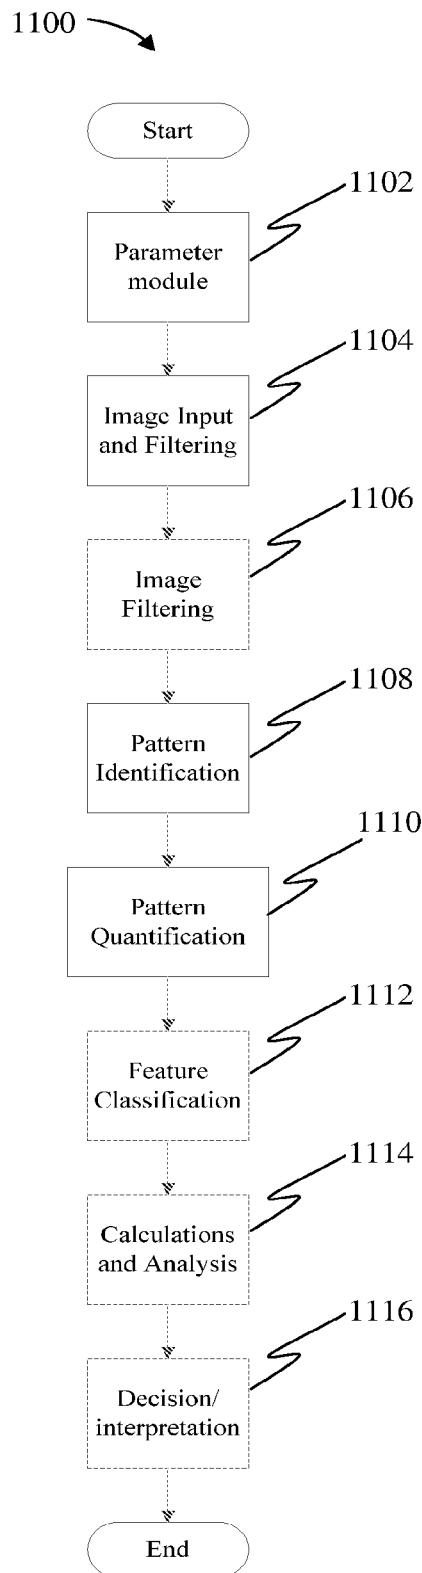 1100
Start
1102
Parameter
module
1104
Image Input
and Filtering
1106
Image
Filtering
1108
Pattern
Identification
1110
Pattern
Quantification
1112
Feature
Classification
1114
Calculations
and Analysis
1116
Decision/
interpretation
End